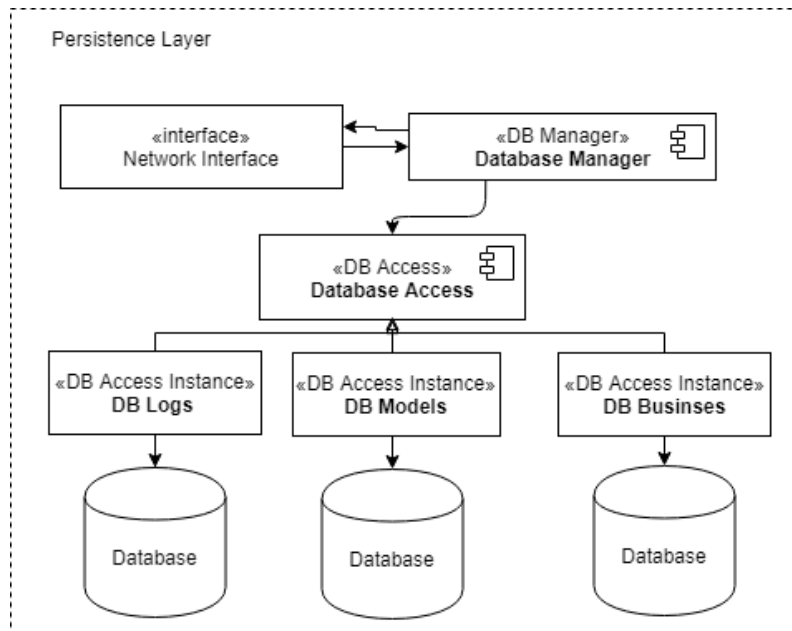 Persistence Layer
«interface»
Network Interface
«DB Manager»
Database Manager
«DB Access»
Database Access
«DB Access Instance»
DB Logs
«DB Access Instance»
DB Models
«DB Access Instance»
DB Businses
Database
Database
Database